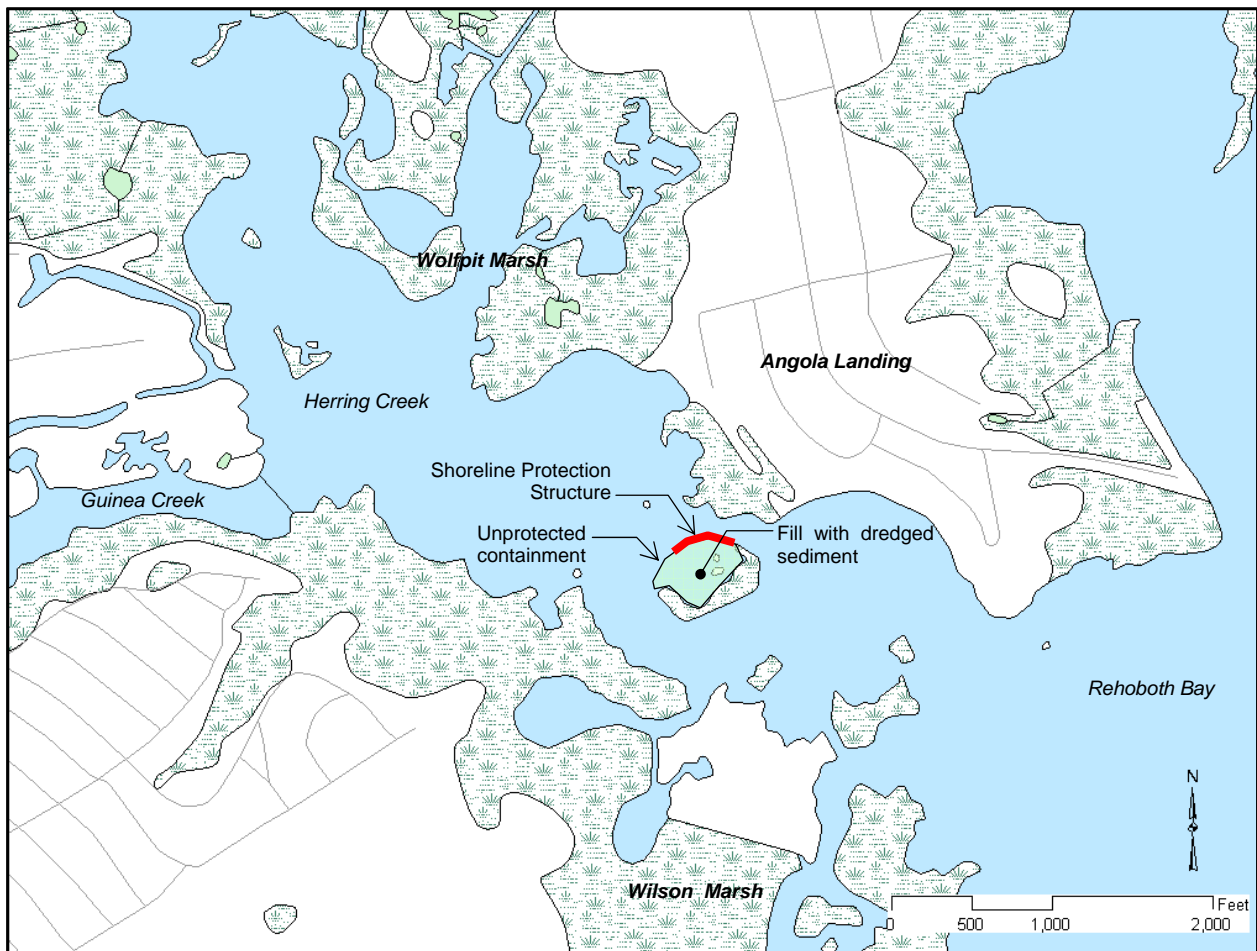 Wolfpit Marsh
Angola Landing
Herring Creek
Shoreline Protection
Structure
Guinea Creek
Unprotected
containment
Fill with dredged
sediment
Rehoboth Bay
N
Wilson Marsh
Feet
0 500 1,000 2,000